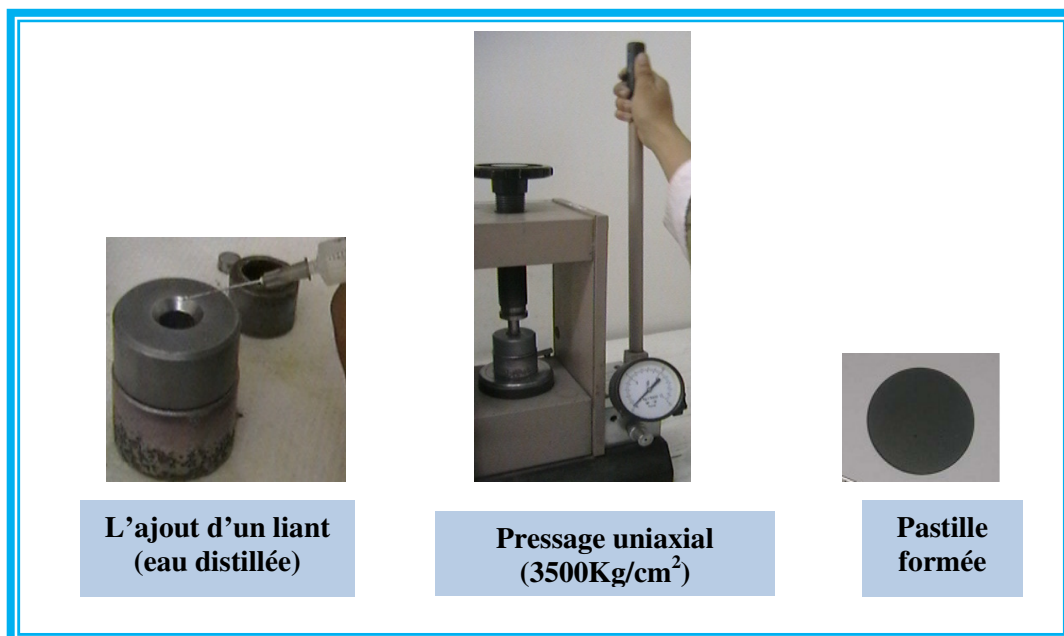 L'ajout d'un liant
(eau distillée)
Pressage uniaxial
(3500Kg/cm²)
Pastille
formée